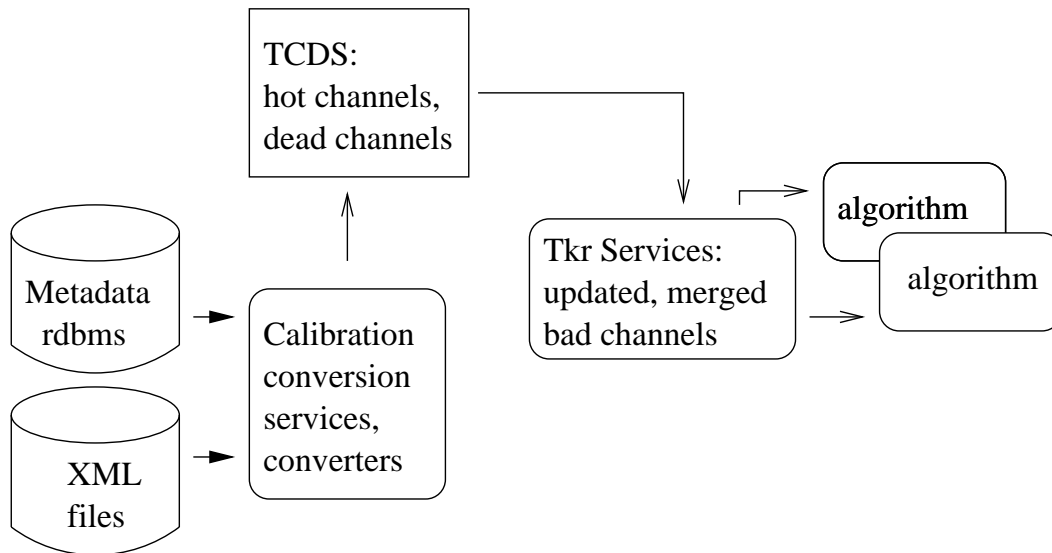 TCDS:
hot channels,
dead channels
Metadata
rdbms
XML
files
Calibration
conversion
services,
converters
Tkr Services:
updated, merged
bad channels
algorithm
algorithm